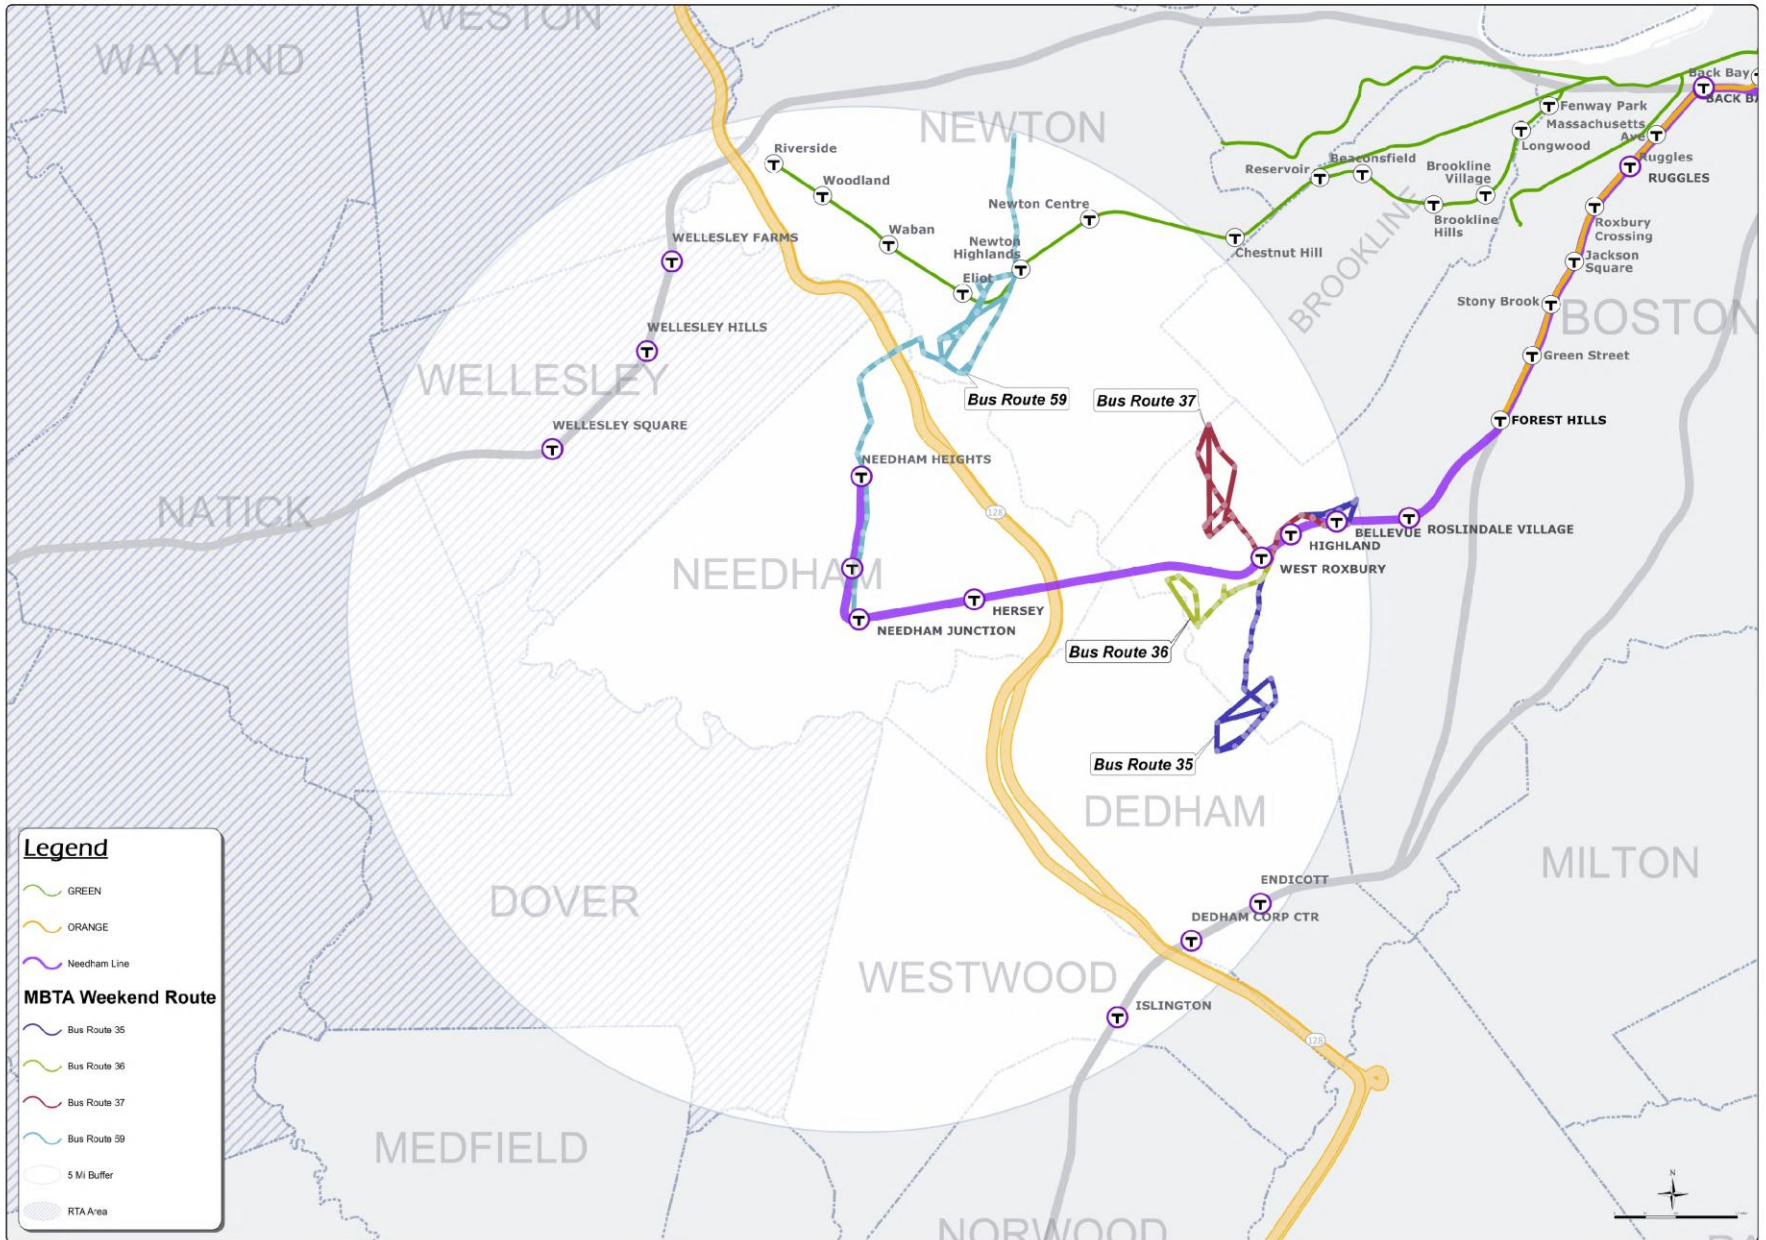 WESTON
WAYLAND
NEWTON
Back Bay
BACK BA
Fenway Park
Massachusetts
Ave
Longwood
Riverside
Woodland
Reservoir
Beaconsfield
Brookline
Village
Ruggles
RUGGLES
Newton Centre
Brookline
Hills
Roxbury
Crossing
Waban
Newton
Highlands
WELLESLEY FARMS
Chestnut Hill
BROOKLINE
Jackson
Square
Eliot
Stony Brook
BOSTON
WELLESLEY HILLS
Green Street
WELLESLEY
Bus Route 59
Bus Route 37
WELLESLEY SQUARE
FOREST HILLS
NEEDHAM HEIGHTS
NATICK
128
BELLEVUE
ROSLINDALE VILLAGE
HIGHLAND
WEST ROXBURY
NEEDHAM
HERSEY
NEEDHAM JUNCTION
Bus Route 36
Bus Route 35
DEDHAM
Legend
GREEN
ORANGE
Needham Line
MBTA Weekend Route
Bus Route 35
Bus Route 36
Bus Route 37
Bus Route 59
5 Mi Buffer
RTA Area
MILTON
ENDICOTT
DOVER
DEDHAM CORP CTR
WESTWOOD
ISLINGTON
128
MEDFIELD
N
NORWOOD